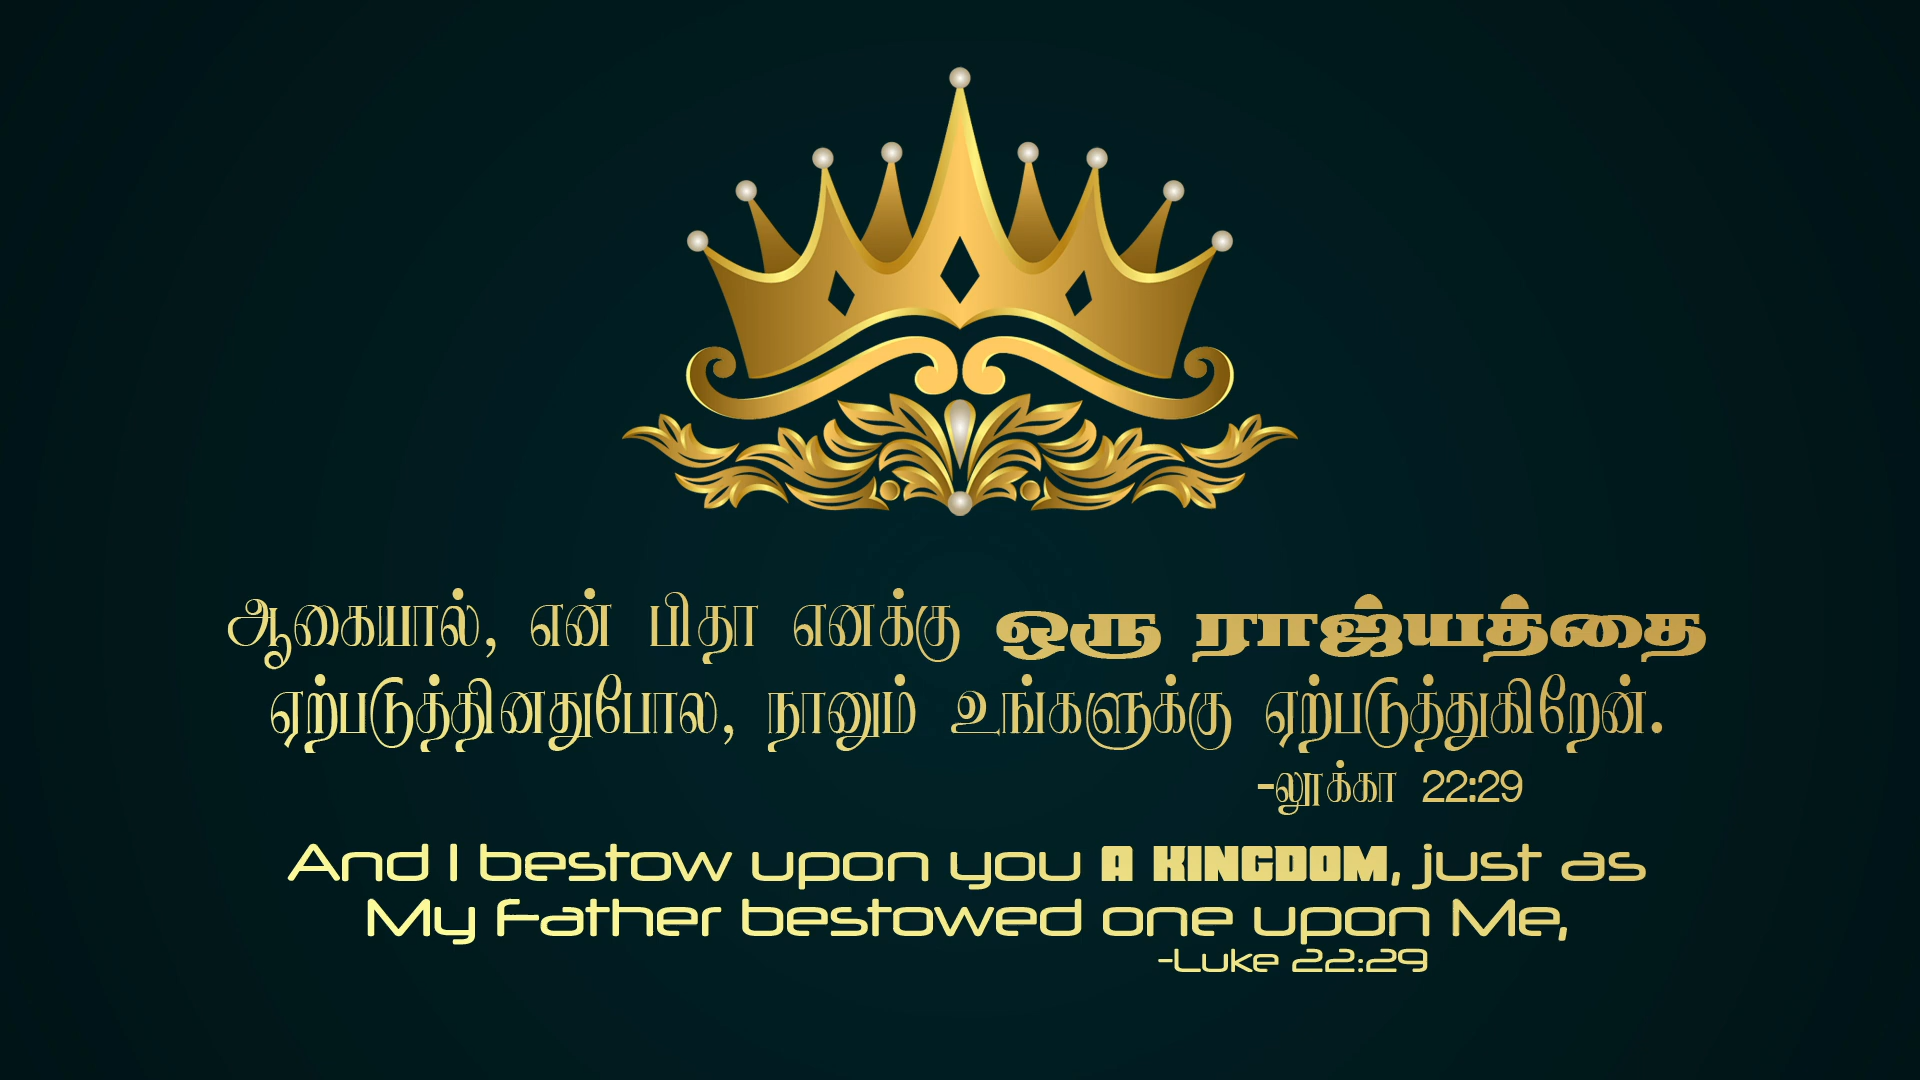 ஆகையால், என் பிதா எனக்கு ஒரு ராஜ்யத்தை
ஏற்படுத்தினதுபோல, நானும் உங்களுக்கு ஏற்படுத்துகிறேன்.
-லூக்கா 22:29
And I bestow upon you A KINGDOM, just as
My Father bestowed one upon Me,
-Luke 22:29